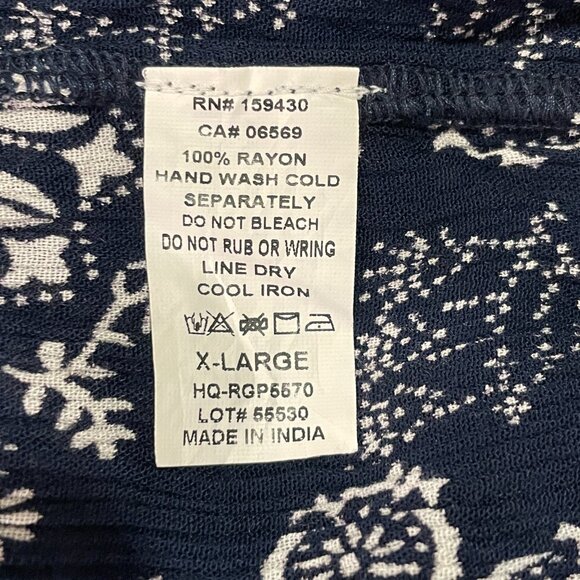 RN# 159430
CA# 06569
100% RAYON
HAND WASH COLD
SEPARATELY
DO NOT BLEACH
DO NOT RUB OR WRING
LINE DRY
COOL IRON
X-LARGE
HQ-RGP5570
LOT# 55530
MADE IN INDIA